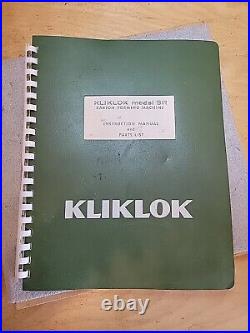 KLIKLOK model SR
CARTON FORMING MACHINE
INSTRUCTION MANUAL
AND
PARTS LIST
KLIKLOK